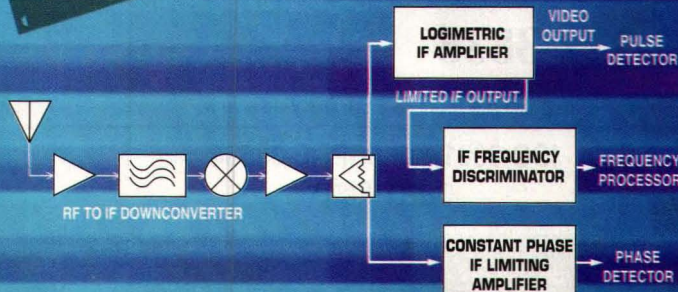 LOGIMETRIC
IF AMPLIFIER
VIDEO
OUTPUT
PULSE
DETECTOR
LIMITED IF OUTPUT
IF FREQUENCY
DISCRIMINATOR
FREQUENCY
PROCESSOR
RF TO IF DOWNCONVERTER
CONSTANT PHASE
IF LIMITING
AMPLIFIER
PHASE
DETECTOR